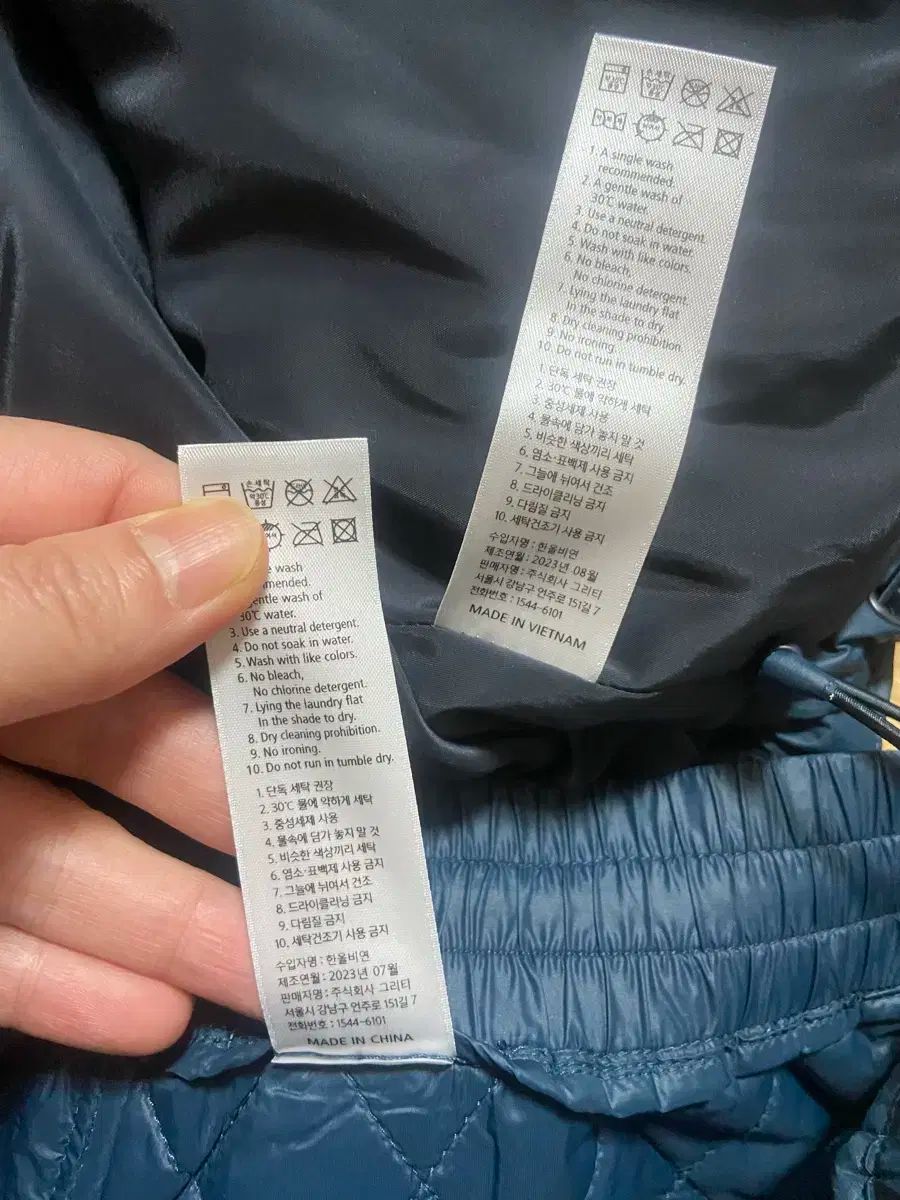 손세탁
1. A single wash
recommended.
2. A gentle wash of
30℃ water.
3. Use a neutral detergent.
4. Do not soak in water.
5. Wash with like colors.
6. No bleach.
No chlorine detergent.
7. Lying the laundry flat
In the shade to dry.
8. Dry cleaning prohibition.
9. No ironing.
10. Do not run in tumble dry.
1. 단독 세탁 권장
2. 30℃ 물에 약하게 세탁
3. 중성세제 사용
4. 물속에 담가 놓지 말 것
5. 비슷한 색상끼리 세탁
6. 염소·표백제 사용 금지
7. 그늘에 뉘여서 건조
8. 드라이클리닝 금지
9. 다림질 금지
10. 세탁건조기 사용 금지
수입자명 : 한올비연
제조연월 : 2023년 08월
판매자명 : 주식회사 그리티
서울시 강남구 언주로 151길 7
전화번호 : 1544-6101
MADE IN VIETNAM
손세탁
약30℃
중성
wash
30℃ water.
3. Use a neutral detergent.
4. Do not soak in water.
5. Wash with like colors.
6. No bleach,
No chlorine detergent.
7. Lying the laundry flat
In the shade to dry.
8. Dry cleaning prohibition.
9. No ironing.
10. Do not run in tumble dry.
1. 단독 세탁 권장
2. 30℃ 물에 약하게 세탁
3. 중성세제 사용
4. 물속에 담가 놓지 말 것
5. 비슷한 색상끼리 세탁
6. 염소·표백제 사용 금지
7. 그늘에 뉘여서 건조
8. 드라이클리닝 금지
9. 다림질 금지
10. 세탁건조기 사용 금지
수입자명 : 한올비연
제조연월 : 2023년 07월
판매자명 : 주식회사 그리티
서울시 강남구 언주로 151길 7
전화번호 : 1544-6101
MADE IN CHINA